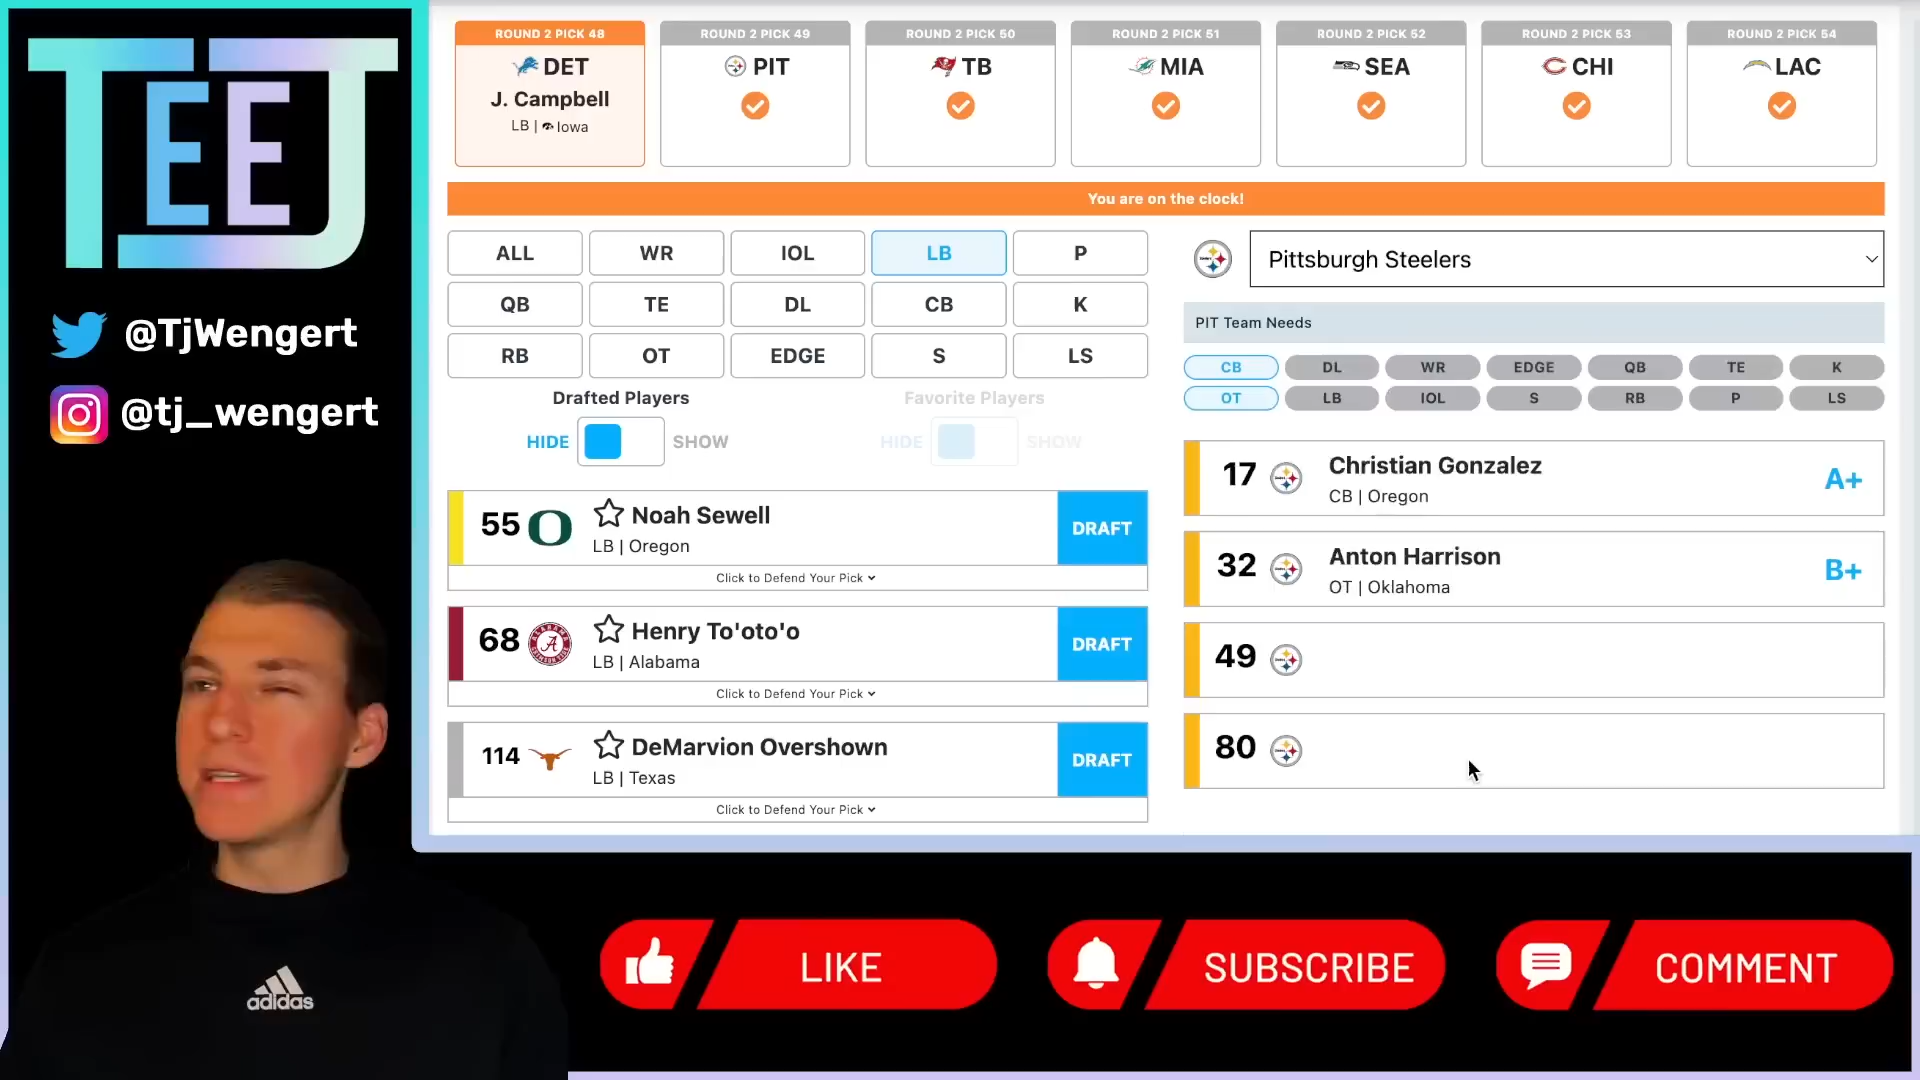 TEEJ
@TjWengert
@tj_wengert
adidas
ROUND 2 PICK 48
DET
J. Campbell
LB | Iowa
ROUND 2 PICK 49
PIT
ROUND 2 PICK 50
TB
ROUND 2 PICK 51
MIA
ROUND 2 PICK 52
SEA
ROUND 2 PICK 53
CHI
ROUND 2 PICK 54
LAC
You are on the clock!
ALL WR IOL LB P
QB TE DL CB K
RB OT EDGE S LS
Drafted Players
HIDE SHOW
Favorite Players
HIDE SHOW
55 Noah Sewell
LB | Oregon
DRAFT
Click to Defend Your Pick
68 Henry To'oto'o
LB | Alabama
DRAFT
Click to Defend Your Pick
114 DeMarvion Overshown
LB | Texas
DRAFT
Click to Defend Your Pick
Pittsburgh Steelers
PIT Team Needs
CB DL WR EDGE QB TE K
OT LB IOL S RB P LS
17 Christian Gonzalez
CB | Oregon
A+
32 Anton Harrison
OT | Oklahoma
B+
49
80
LIKE
SUBSCRIBE
COMMENT